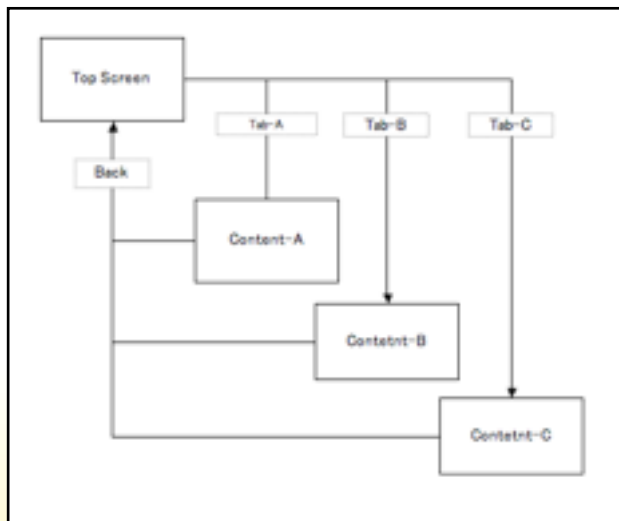 Top Screen
Tab-A
Tab-B
Tab-C
Back
Content-A
Contetnt-B
Contetnt-C